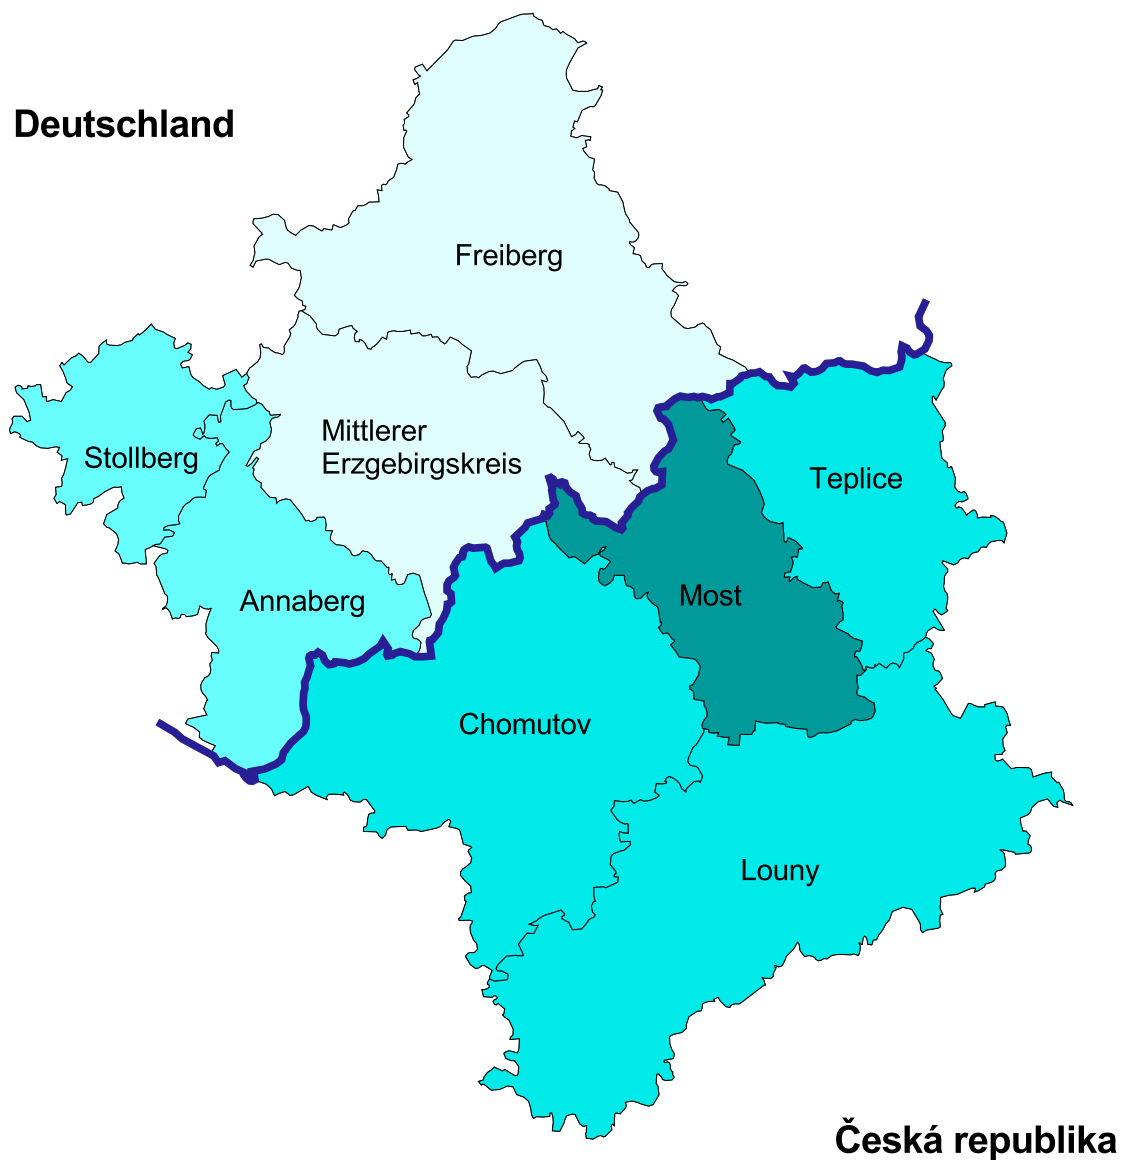 Deutschland
Freiberg
Mittlerer
Erzgebirgskreis
Stollberg
Teplice
Annaberg
Most
Chomutov
Louny
Česká republika